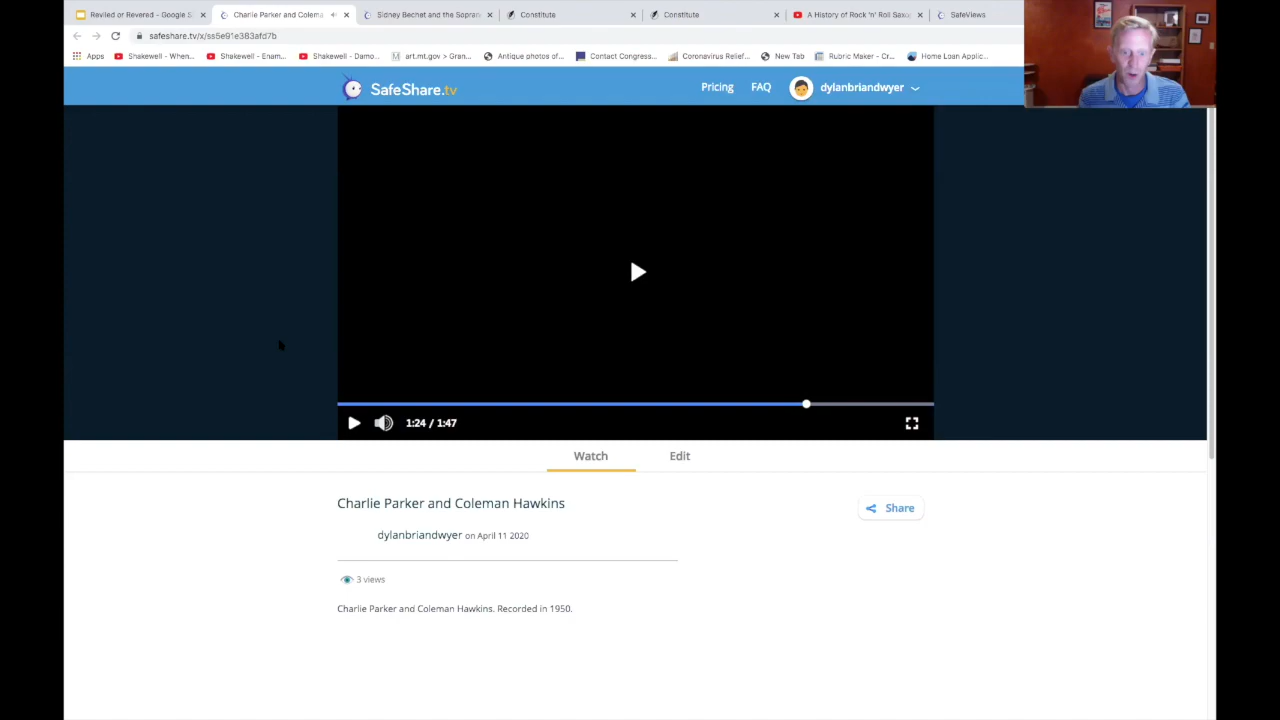 Reviled or Revered - Google S
Charlie Parker and Colema
Sidney Bechet and the Sopran
Constitute
Constitute
A History of Rock 'n' Roll Saxo
SafeViews
safeshare.tv/x/ss5e91e383afd7b
Apps
Shakewell - When...
Shakewell - Enam...
Shakewell - Damo...
art.mt.gov > Gran...
Antique photos of...
Contact Congress...
Coronavirus Relief...
New Tab
Rubric Maker - Cr...
Home Loan Applic...
SafeShare.tv
Pricing
FAQ
dylanbriandwyer
1:24 / 1:47
Watch
Edit
Charlie Parker and Coleman Hawkins
Share
dylanbriandwyer on April 11 2020
3 views
Charlie Parker and Coleman Hawkins. Recorded in 1950.